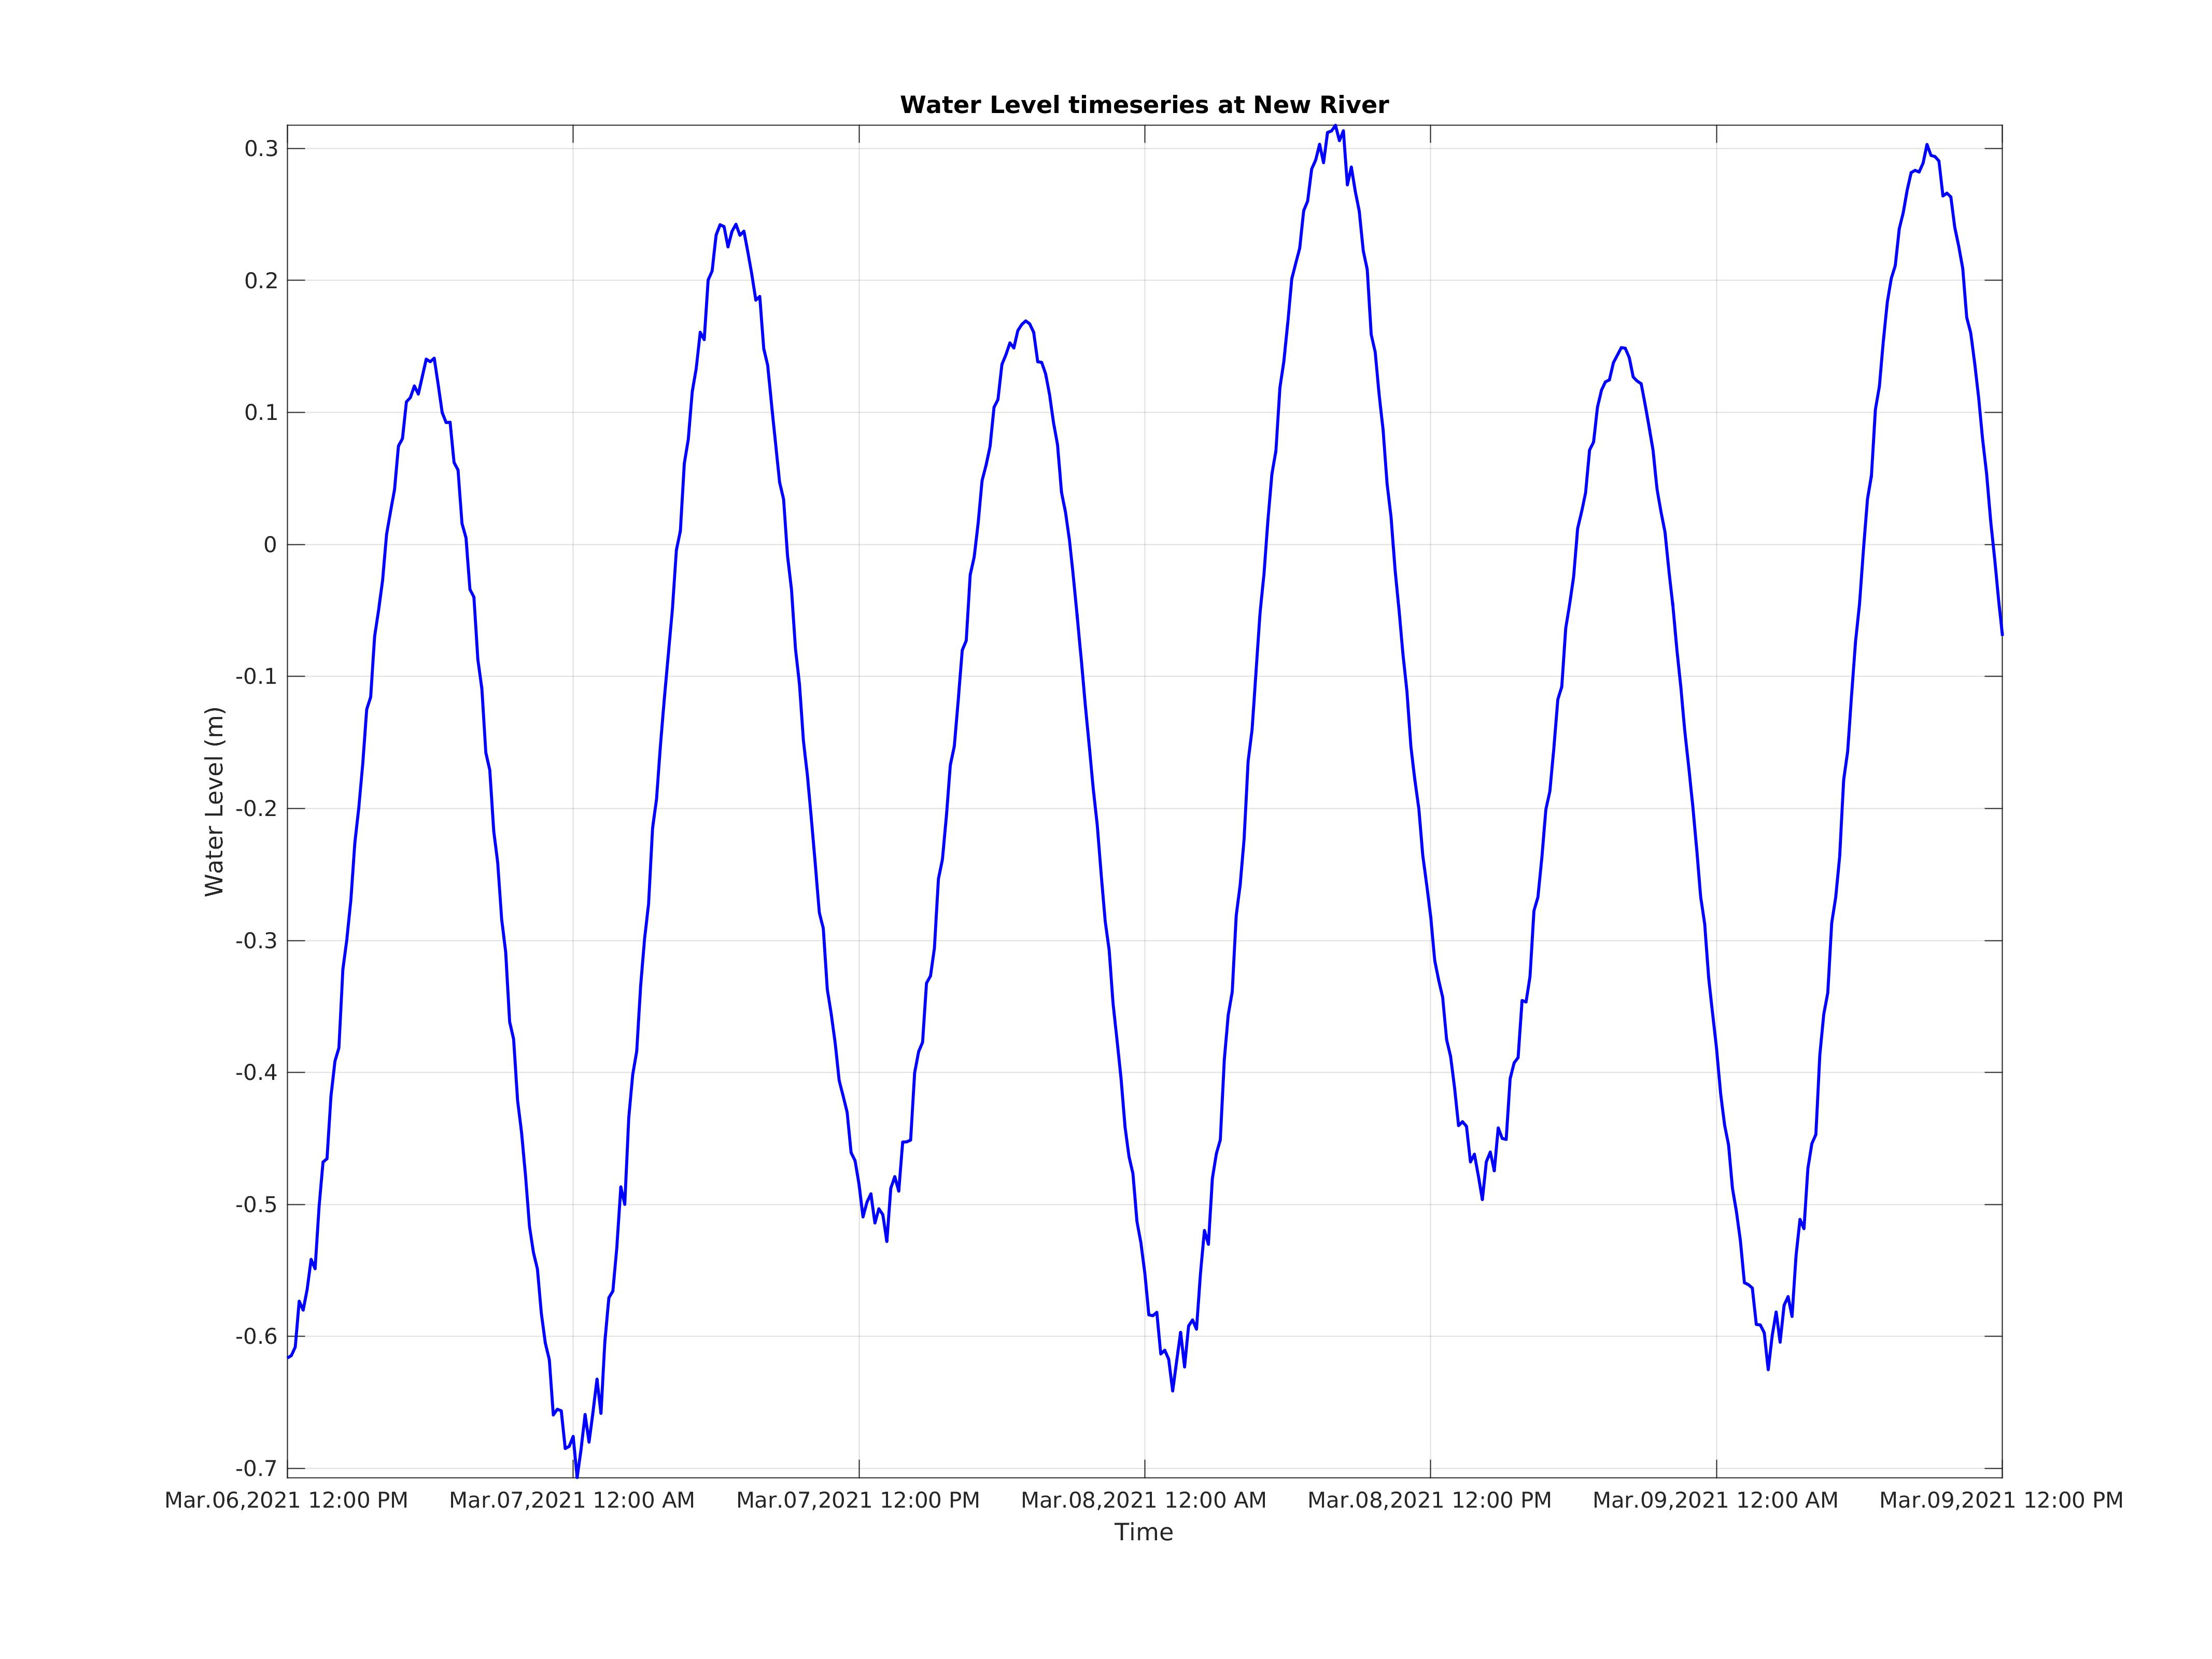 Water Level timeseries at New River
0.3
0.2
0.1
0
-0.1
-0.2
-0.3
-0.4
-0.5
-0.6
-0.7
Water Level (m)
Mar.06,2021 12:00 PM Mar.07,2021 12:00 AM Mar.07,2021 12:00 PM Mar.08,2021 12:00 AM Mar.08,2021 12:00 PM Mar.09,2021 12:00 AM Mar.09,2021 12:00 PM
Time